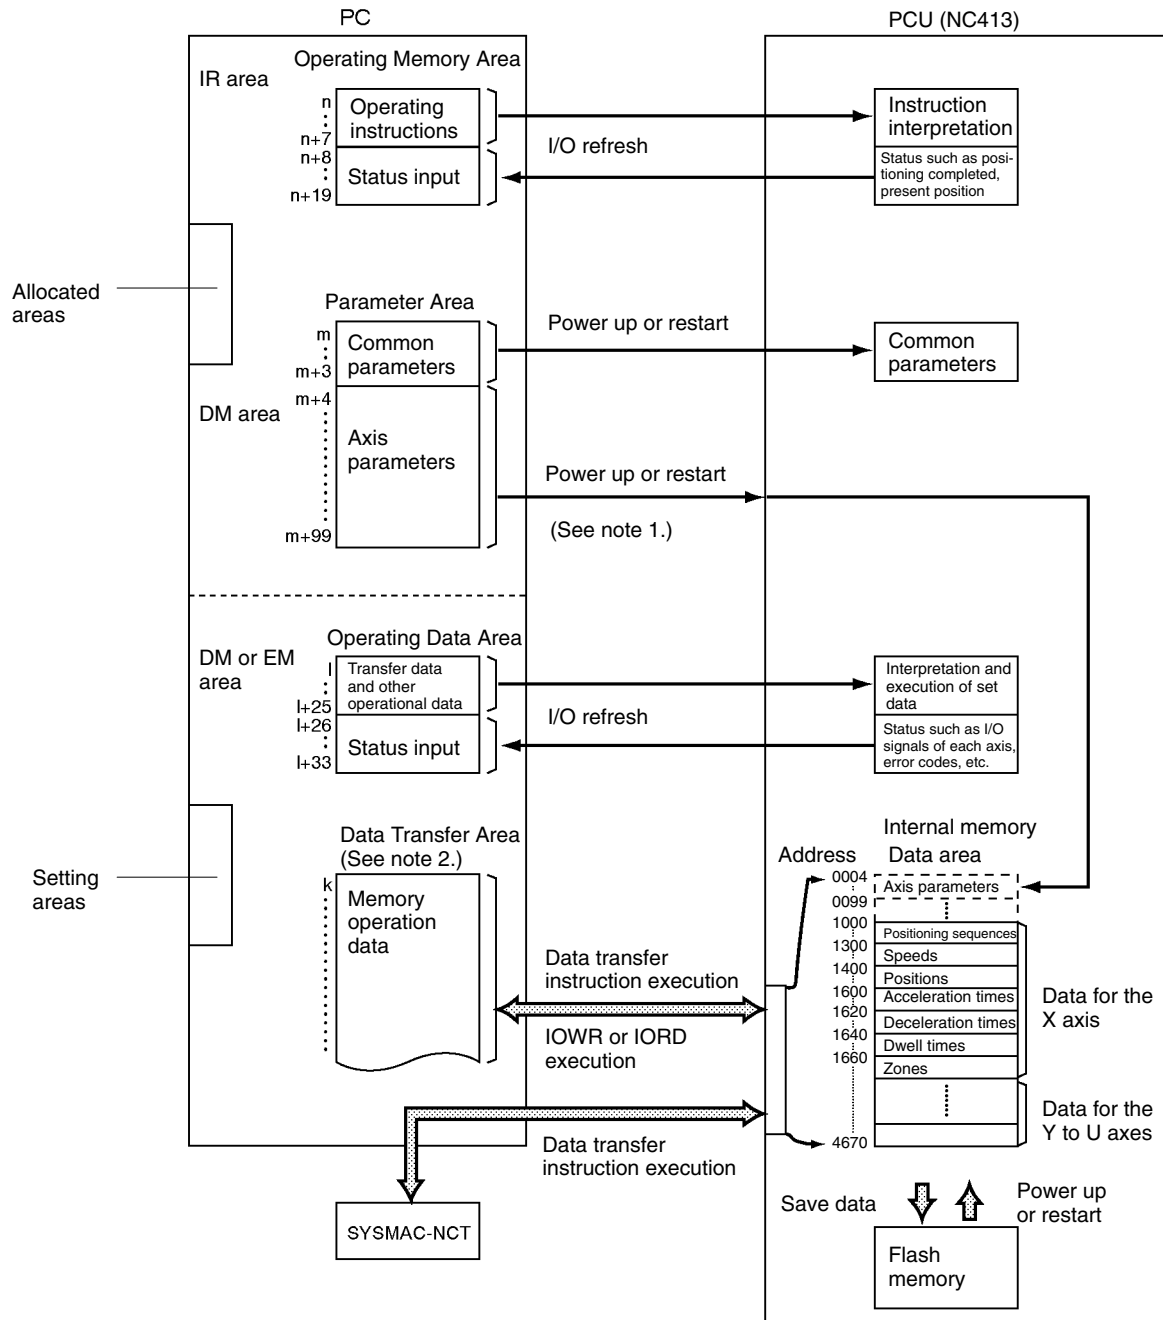 PC
PCU (NC413)
IR area
Operating Memory Area
n
n+7
Operating
instructions
n+8
n+19
Status input
I/O refresh
Instruction
interpretation
Status such as posi-
tioning completed,
present position
Allocated
areas
Parameter Area
m
m+3
Common
parameters
Power up or restart
Common
parameters
DM area
m+4
m+99
Axis
parameters
Power up or restart
(See note 1.)
DM or EM
area
Operating Data Area
l
l+25
Transfer data
and other
operational data
l+26
l+33
Status input
I/O refresh
Interpretation and
execution of set
data
Status such as I/O
signals of each axis,
error codes, etc.
Setting
areas
Data Transfer Area
(See note 2.)
k
Memory
operation
data
Data transfer
instruction execution
IOWR or IORD
execution
Data transfer
instruction execution
SYSMAC-NCT
Internal memory
Address
Data area
0004
Axis parameters
0099
1000
Positioning sequences
1300
Speeds
1400
Positions
1600
Acceleration times
1620
Deceleration times
1640
Dwell times
1660
Zones
Data for the
X axis
4670
Data for the
Y to U axes
Save data
Power up
or restart
Flash
memory